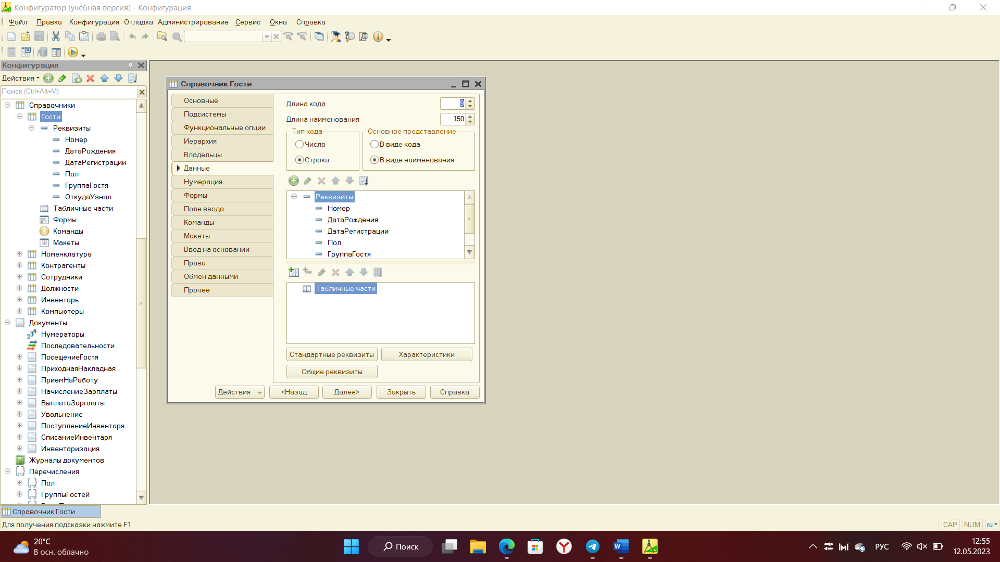 Конфигуратор (учебная версия) - Конфигурация
Файл Правка Конфигурация Отладка Администрирование Сервис Окна Справка
Конфигурация
Действия
Поиск (Ctrl+Alt+M)
Справочники
Гости
Реквизиты
Номер
ДатаРождения
ДатаРегистрации
Пол
ГруппаГостя
ОткудаУзнал
Табличные части
Формы
Команды
Макеты
Номенклатура
Контрагенты
Сотрудники
Должности
Инвентарь
Компьютеры
Документы
Нумераторы
Последовательности
ПосещениеГостя
ПриходнаяНакладная
ПриемНаРаботу
НачислениеЗарплаты
ВыплатаЗарплаты
Увольнение
ПоступлениеИнвентаря
СписаниеИнвентаря
Инвентаризация
Журналы документов
Перечисления
Пол
ГруппыГостей
Справочник Гости
Основные
Подсистемы
Функциональные опции
Иерархия
Владельцы
Данные
Нумерация
Формы
Поле ввода
Команды
Макеты
Ввод на основании
Права
Обмен данными
Прочее
Длина кода 9
Длина наименования 150
Тип кода
Число
Строка
Основное представление
В виде кода
В виде наименования
Реквизиты
Номер
ДатаРождения
ДатаРегистрации
Пол
ГруппаГостя
Табличные части
Стандартные реквизиты Характеристики
Общие реквизиты
Действия <Назад Далее> Закрыть Справка
Справочник Гости
Для получения подсказки нажмите F1
CAP NUM ru
20°C
В осн. облачно
Поиск
РУС
12:55
12.05.2023